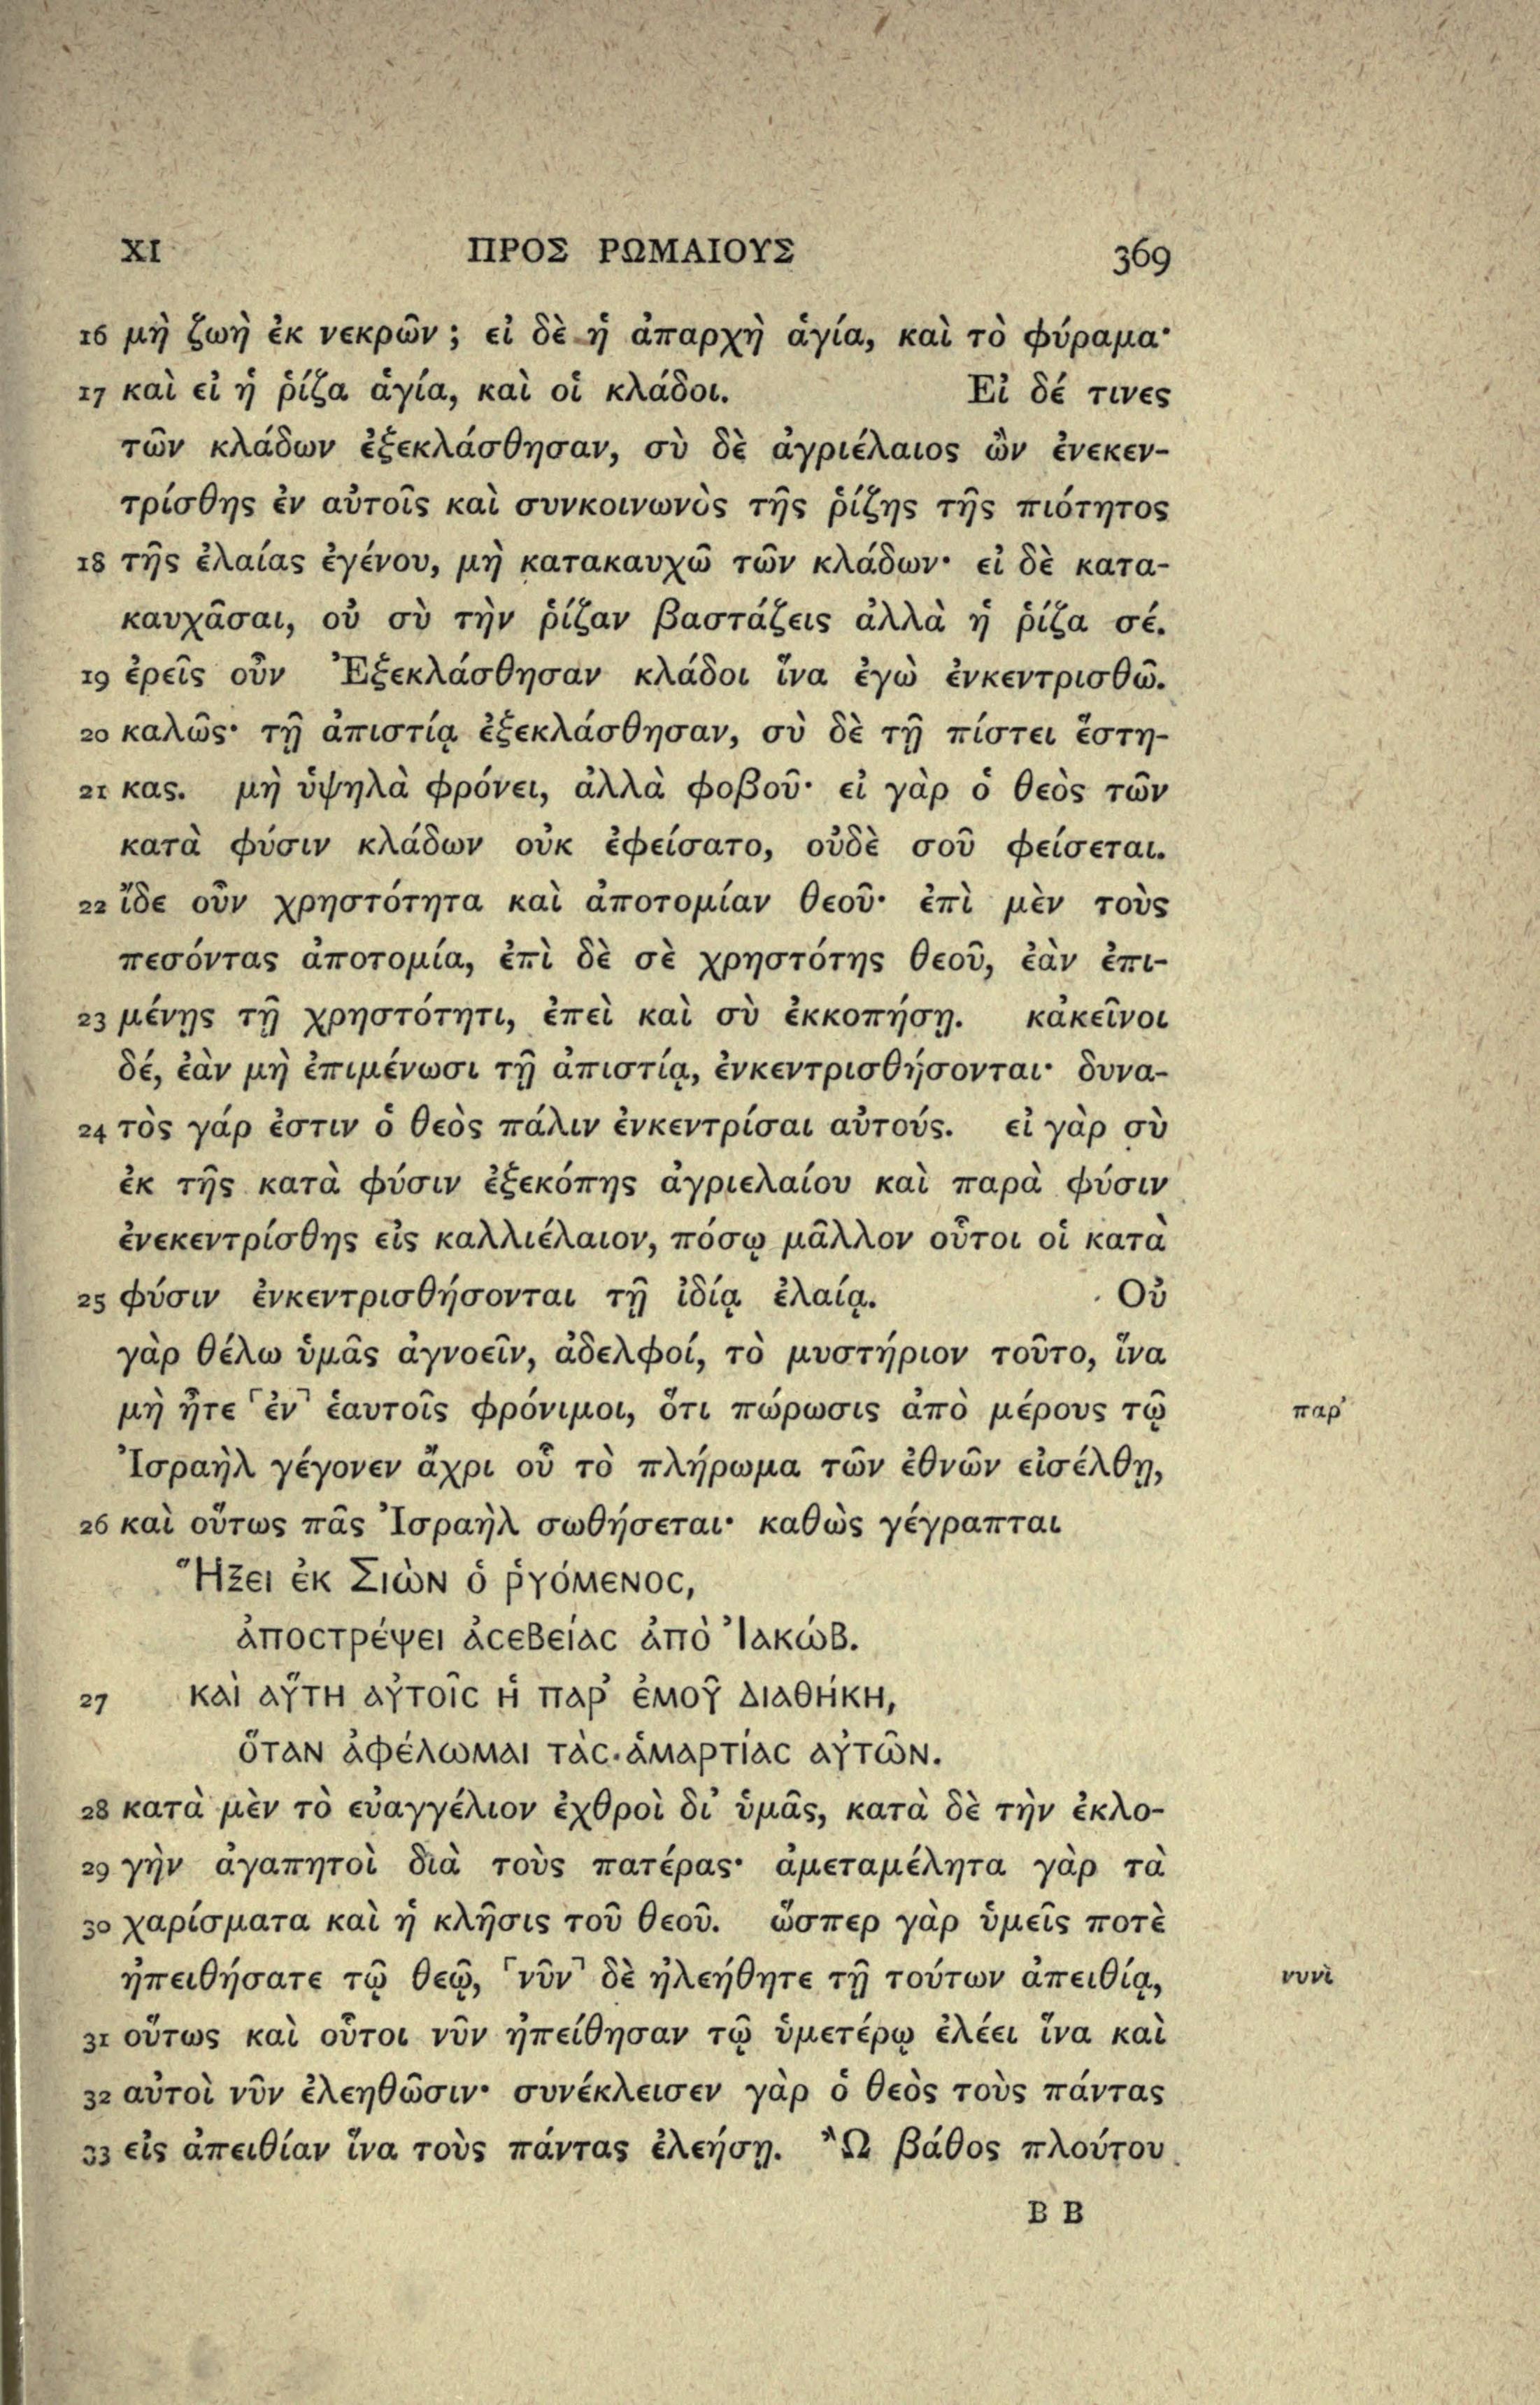 XI ΠΡΟΣ ΡΩΜΑΙΟΥΣ 369
16 μὴ ζωὴ ἐκ νεκρῶν; εἰ δὲ ἡ ἀπαρχὴ ἁγία, καὶ τὸ φύραμα·
17 καὶ εἰ ἡ ῥίζα ἁγία, καὶ οἱ κλάδοι. Εἰ δέ τινες
τῶν κλάδων ἐξεκλάσθησαν, σὺ δὲ ἀγριέλαιος ὢν ἐνεκεν-
τρίσθης ἐν αὐτοῖς καὶ συνκοινωνὸς τῆς ῥίζης τῆς πιότητος
18 τῆς ἐλαίας ἐγένου, μὴ κατακαυχῶ τῶν κλάδων· εἰ δὲ κατα-
καυχᾶσαι, οὐ σὺ τὴν ῥίζαν βαστάζεις ἀλλὰ ἡ ῥίζα σέ.
19 ἐρεῖς οὖν Ἐξεκλάσθησαν κλάδοι ἵνα ἐγὼ ἐνκεντρισθῶ.
20 καλῶς· τῇ ἀπιστίᾳ ἐξεκλάσθησαν, σὺ δὲ τῇ πίστει ἕστη-
21 κας. μὴ ὑψηλὰ φρόνει, ἀλλὰ φοβοῦ· εἰ γὰρ ὁ θεὸς τῶν
κατὰ φύσιν κλάδων οὐκ ἐφείσατο, οὐδὲ σοῦ φείσεται.
22 ἴδε οὖν χρηστότητα καὶ ἀποτομίαν θεοῦ· ἐπὶ μὲν τοὺς
πεσόντας ἀποτομία, ἐπὶ δὲ σὲ χρηστότης θεοῦ, ἐὰν ἐπι-
23 μένῃς τῇ χρηστότητι, ἐπεὶ καὶ σὺ ἐκκοπήσῃ. κἀκεῖνοι
δέ, ἐὰν μὴ ἐπιμένωσι τῇ ἀπιστίᾳ, ἐνκεντρισθήσονται· δυνα-
24 τὸς γάρ ἐστιν ὁ θεὸς πάλιν ἐνκεντρίσαι αὐτούς. εἰ γὰρ σὺ
ἐκ τῆς κατὰ φύσιν ἐξεκόπης ἀγριελαίου καὶ παρὰ φύσιν
ἐνεκεντρίσθης εἰς καλλιέλαιον, πόσῳ μᾶλλον οὗτοι οἱ κατὰ
25 φύσιν ἐνκεντρισθήσονται τῇ ἰδίᾳ ἐλαίᾳ. Οὐ
γὰρ θέλω ὑμᾶς ἀγνοεῖν, ἀδελφοί, τὸ μυστήριον τοῦτο, ἵνα
μὴ ἦτε ⸢ἐν⸣ ἑαυτοῖς φρόνιμοι, ὅτι πώρωσις ἀπὸ μέρους τῷ παρ᾽
Ἰσραὴλ γέγονεν ἄχρι οὗ τὸ πλήρωμα τῶν ἐθνῶν εἰσέλθῃ,
26 καὶ οὕτως πᾶς Ἰσραὴλ σωθήσεται· καθὼς γέγραπται
Ἥξει ἐκ Σιὼν ὁ ῥυόμενος,
ἀποστρέψει ἀσεβείας ἀπὸ Ἰακώβ.
27 καὶ αὕτη αὐτοῖς ἡ παρ᾽ ἐμοῦ διαθήκη,
ὅταν ἀφέλωμαι τὰς ἁμαρτίας αὐτῶν.
28 κατὰ μὲν τὸ εὐαγγέλιον ἐχθροὶ δι᾽ ὑμᾶς, κατὰ δὲ τὴν ἐκλο-
29 γὴν ἀγαπητοὶ διὰ τοὺς πατέρας· ἀμεταμέλητα γὰρ τὰ
30 χαρίσματα καὶ ἡ κλῆσις τοῦ θεοῦ. ὥσπερ γὰρ ὑμεῖς ποτὲ
ἠπειθήσατε τῷ θεῷ, ⸢νῦν⸣ δὲ ἠλεήθητε τῇ τούτων ἀπειθίᾳ, νυνὶ
31 οὕτως καὶ οὗτοι νῦν ἠπείθησαν τῷ ὑμετέρῳ ἐλέει ἵνα καὶ
32 αὐτοὶ νῦν ἐλεηθῶσιν· συνέκλεισεν γὰρ ὁ θεὸς τοὺς πάντας
33 εἰς ἀπειθίαν ἵνα τοὺς πάντας ἐλεήσῃ. Ὢ βάθος πλούτου
B B